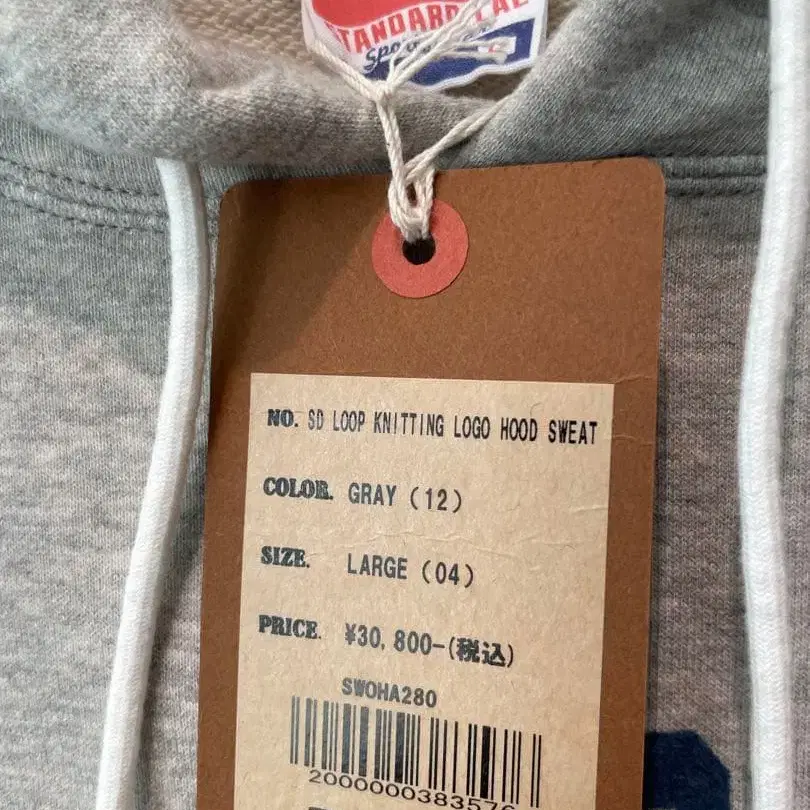 STANDARD CAL
NO. SD LOOP KNITTING LOGO HOOD SWEAT
COLOR. GRAY (12)
SIZE. LARGE (04)
PRICE. ¥30,800-(税込)
SWOHA280